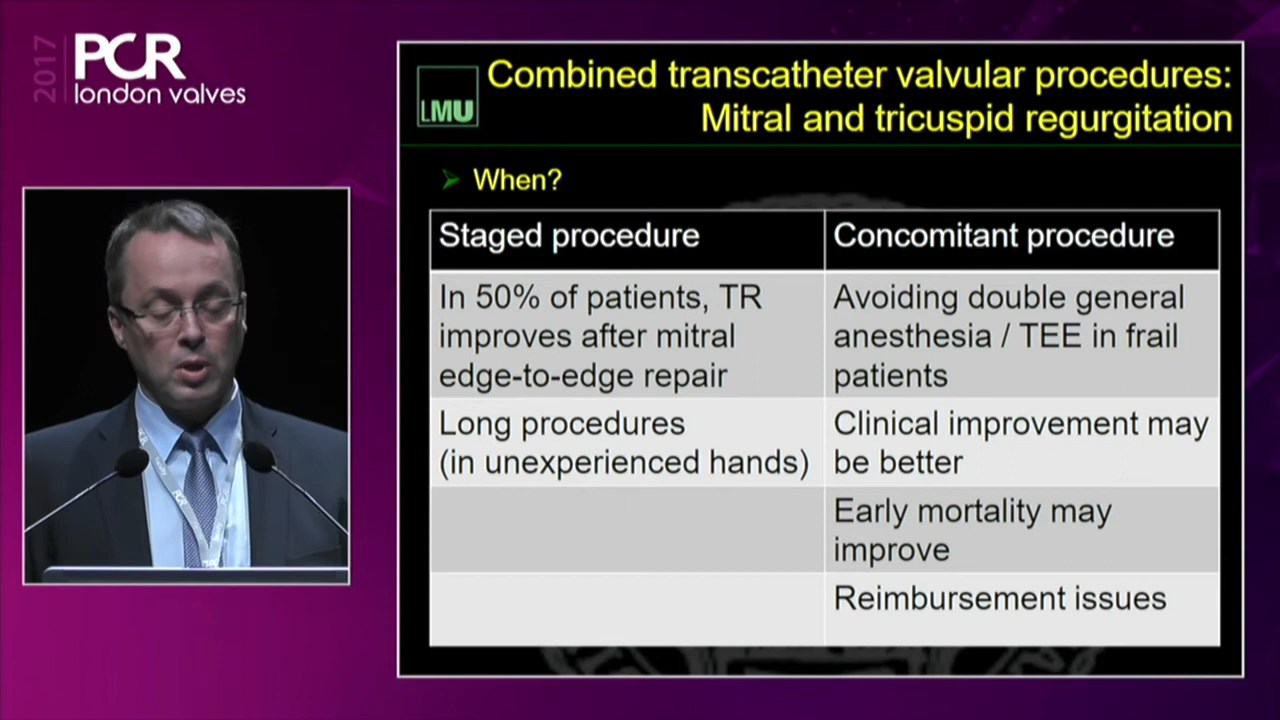 2017
PCR
london valves
LMU
Combined transcatheter valvular procedures:
Mitral and tricuspid regurgitation
When?
Staged procedure
Concomitant procedure
In 50% of patients, TR
improves after mitral
edge-to-edge repair
Avoiding double general
anesthesia / TEE in frail
patients
Long procedures
(in unexperienced hands)
Clinical improvement may
be better
Early mortality may
improve
Reimbursement issues
PCR